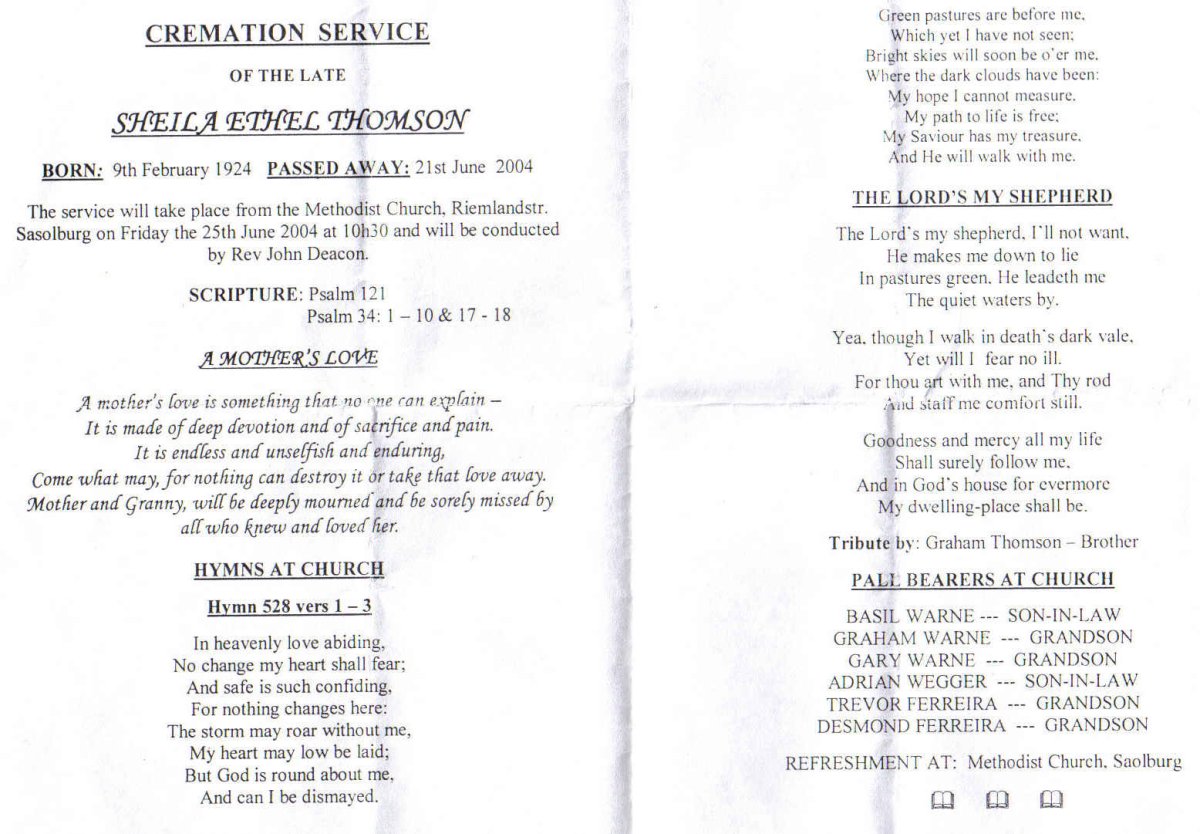 CREMATION SERVICE
OF THE LATE
SHEILA ETHEL THOMSON
BORN: 9th February 1924 PASSED AWAY: 21st June 2004
The service will take place from the Methodist Church, Riemlandstr.
Sasolburg on Friday the 25th June 2004 at 10h30 and will be conducted
by Rev John Deacon.
SCRIPTURE: Psalm 121
Psalm 34: 1 – 10 & 17 - 18
A MOTHER'S LOVE
A mother's love is something that no one can explain –
It is made of deep devotion and of sacrifice and pain.
It is endless and unselfish and enduring,
Come what may, for nothing can destroy it or take that love away.
Mother and Granny, will be deeply mourned and be sorely missed by
all who knew and loved her.
HYMNS AT CHURCH
Hymn 528 vers 1 – 3
In heavenly love abiding,
No change my heart shall fear;
And safe is such confiding,
For nothing changes here:
The storm may roar without me,
My heart may low be laid;
But God is round about me,
And can I be dismayed.
Green pastures are before me,
Which yet I have not seen;
Bright skies will soon be o'er me,
Where the dark clouds have been:
My hope I cannot measure,
My path to life is free;
My Saviour has my treasure,
And He will walk with me.
THE LORD'S MY SHEPHERD
The Lord's my shepherd, I'll not want,
He makes me down to lie
In pastures green. He leadeth me
The quiet waters by.
Yea, though I walk in death's dark vale,
Yet will I fear no ill.
For thou art with me, and Thy rod
And staff me comfort still.
Goodness and mercy all my life
Shall surely follow me,
And in God's house for evermore
My dwelling-place shall be.
Tribute by: Graham Thomson – Brother
PALL BEARERS AT CHURCH
BASIL WARNE --- SON-IN-LAW
GRAHAM WARNE --- GRANDSON
GARY WARNE --- GRANDSON
ADRIAN WEGGER --- SON-IN-LAW
TREVOR FERREIRA --- GRANDSON
DESMOND FERREIRA --- GRANDSON
REFRESHMENT AT: Methodist Church, Saolburg